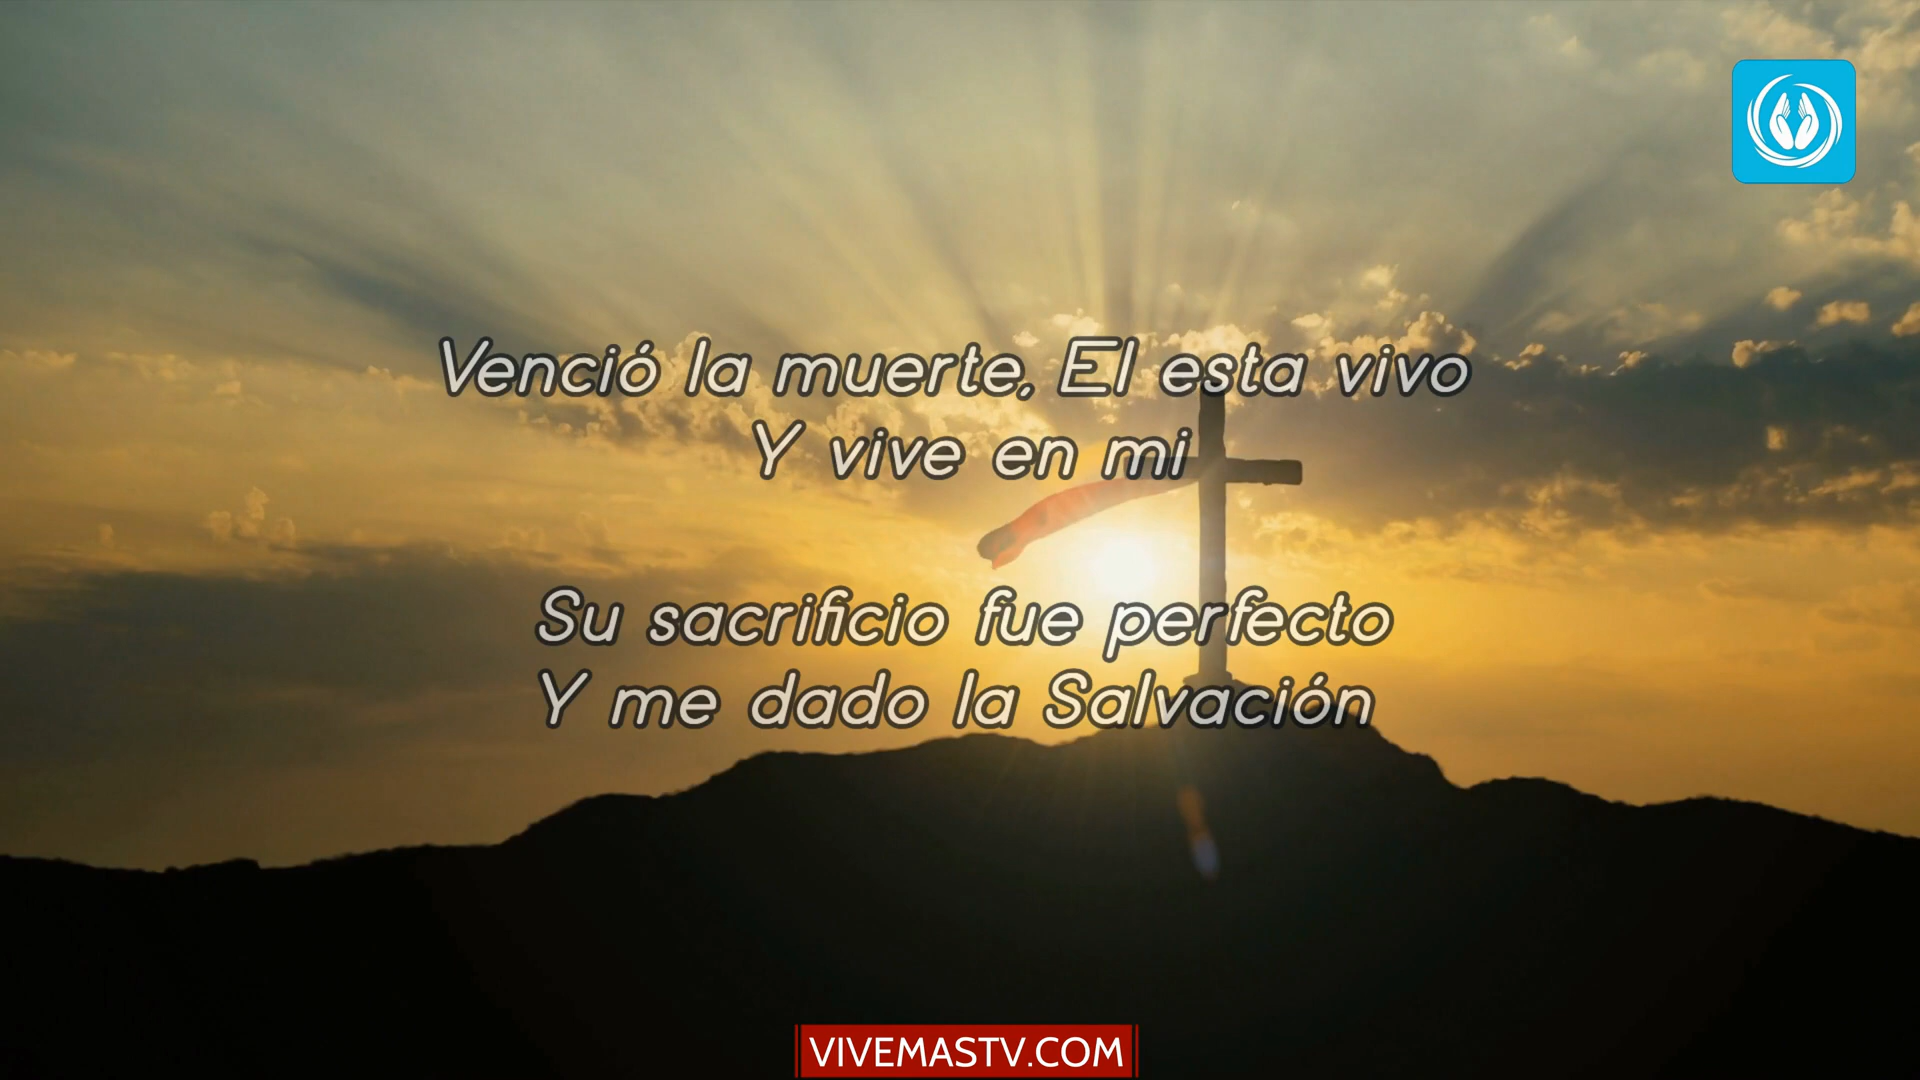 Venció la muerte, El esta vivo
Y vive en mi
Su sacrificio fue perfecto
Y me dado la Salvación
VIVEMASTV.COM